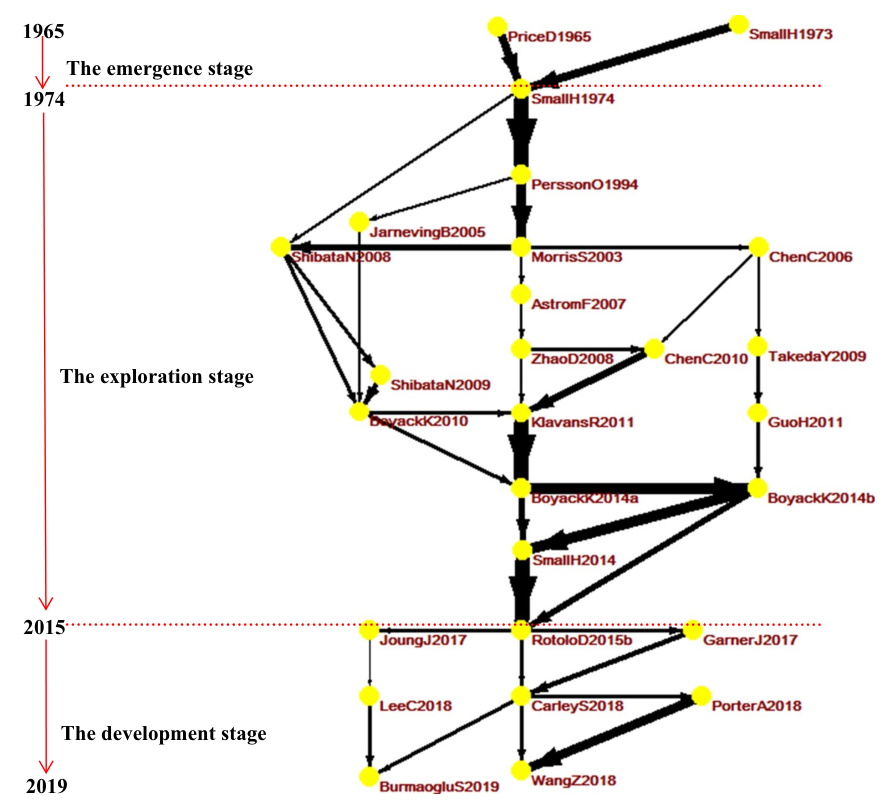 1965
PriceD1965
SmallH1973
The emergence stage
1974
SmallH1974
PerssonO1994
JarnevingB2005
ShibataN2008
MorrisS2003
ChenC2006
AstromF2007
ZhaoD2008
ChenC2010
TakedaY2009
The exploration stage
ShibataN2009
BoyackK2010
KlavansR2011
GuoH2011
BoyackK2014a
BoyackK2014b
SmallH2014
2015
JoungJ2017
RotoloD2015b
GarnerJ2017
LeeC2018
CarleyS2018
PorterA2018
The development stage
2019
BurmaogluS2019
WangZ2018